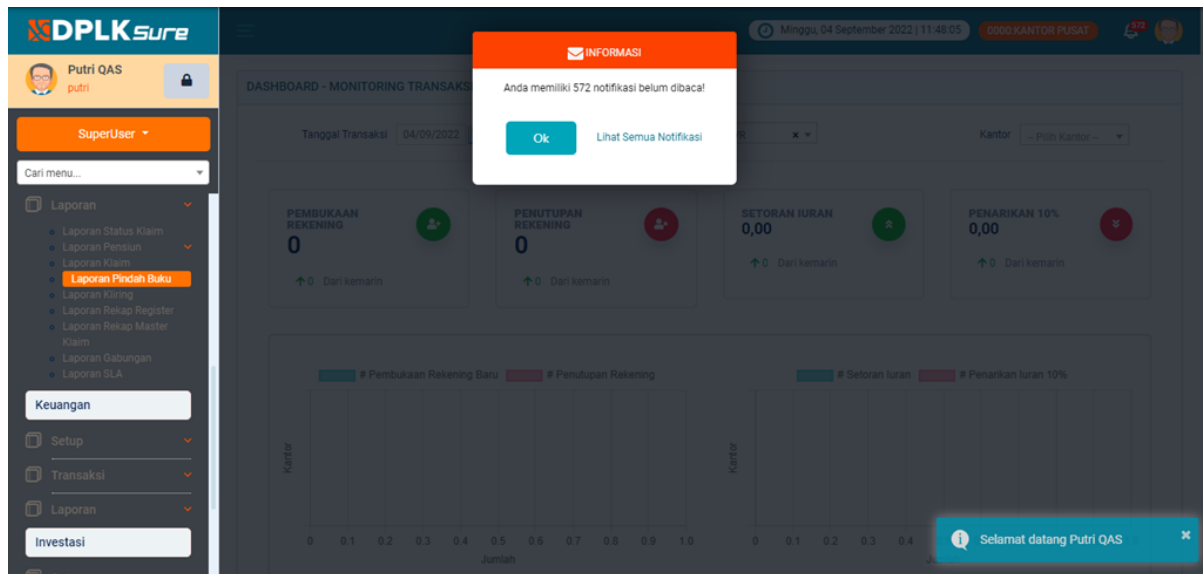 DPLKSure
Putri QAS
putri
SuperUser
Cari menu...
Laporan
Laporan Status Klaim
Laporan Pensiun
Laporan Klaim
Laporan Pindah Buku
Laporan Kliring
Laporan Rekap Register
Laporan Rekap Master
Klaim
Laporan Gabungan
Laporan SLA
Keuangan
Setup
Transaksi
Laporan
Investasi
Minggu, 04 September 2022 | 11:48:05
0000:KANTOR PUSAT
572
INFORMASI
Anda memiliki 572 notifikasi belum dibaca!
Ok
Lihat Semua Notifikasi
DASHBOARD - MONITORING TRANSAKS
Tanggal Transaksi
04/09/2022
Kantor
-- Pilih Kantor --
PEMBUKAAN
REKENING
0
0 Dari kemarin
PENUTUPAN
REKENING
0
0 Dari kemarin
SETORAN IURAN
0,00
0 Dari kemarin
PENARIKAN 10%
0,00
0 Dari kemarin
# Pembukaan Rekening Baru # Penutupan Rekening
Kantor
0 0.1 0.2 0.3 0.4 0.5 0.6 0.7 0.8 0.9 1.0
Jumlah
# Setoran Iuran # Penarikan Iuran 10%
Kantor
0 0.1 0.2 0.3 0.4
Selamat datang Putri QAS